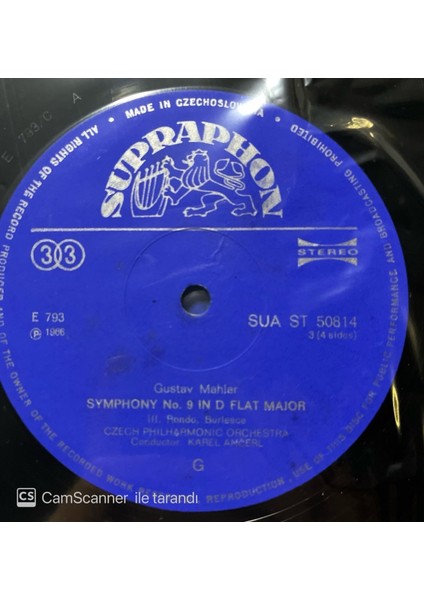 MADE IN CZECHOSLOVAKIA
ALL RIGHTS OF THE RECORD PRODUCER AND OF THE OWNER OF THE RECORDED WORK RESERVED
REPRODUCTION, USE OF THIS DISC FOR PUBLIC PERFORMANCE AND BROADCASTING PROHIBITED
SUPRAPHON
33
STEREO
E 793
SUA ST 50814
Ⓟ 1966
3 (4 sides)
Gustav Mahler
SYMPHONY No. 9 IN D FLAT MAJOR
III. Rondo. Burlesca
CZECH PHILHARMONIC ORCHESTRA
Conductor: KAREL ANČERL
G
E 793 C A
CS CamScanner ile tarandı